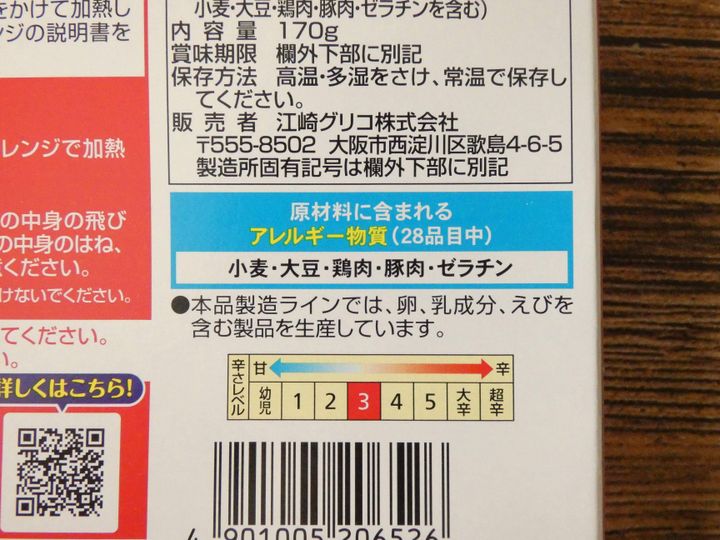 をかけて加熱し
ンジの説明書を
レンジで加熱
の中身の飛び
の中身のはね、
ください。
けないでください。
てください。
い。
詳しくはこちら!
小麦・大豆・鶏肉・豚肉・ゼラチンを含む)
内容量 170g
賞味期限 欄外下部に別記
保存方法 高温・多湿をさけ、常温で保存し
てください。
販売者 江崎グリコ株式会社
〒555-8502 大阪市西淀川区歌島4-6-5
製造所固有記号は欄外下部に別記
原材料に含まれる
アレルギー物質(28品目中)
小麦・大豆・鶏肉・豚肉・ゼラチン
●本品製造ラインでは、卵、乳成分、えびを
含む製品を生産しています。
辛さレベル
甘 辛
幼児 1 2 3 4 5 大辛 超辛
4 901005 206526